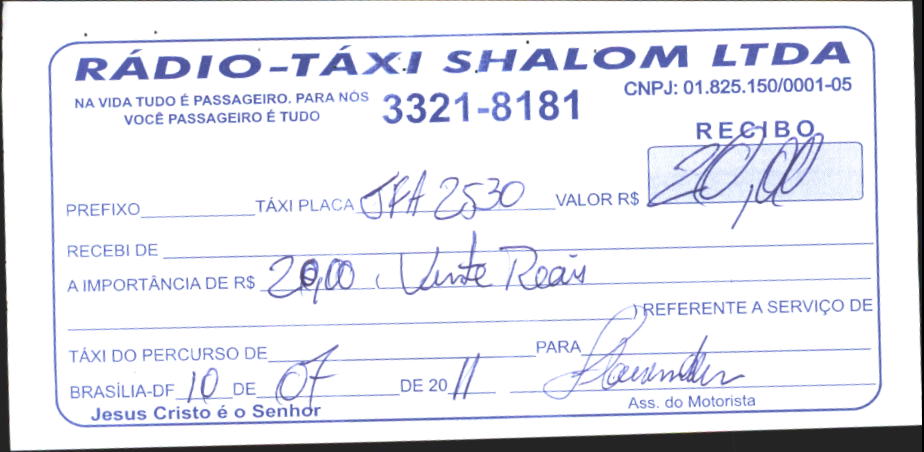 RÁDIO-TÁXI SHALOM LTDA
NA VIDA TUDO É PASSAGEIRO. PARA NÓS
VOCÊ PASSAGEIRO É TUDO
3321-8181
CNPJ: 01.825.150/0001-05
RECIBO
PREFIXO TÁXI PLACA JFA 2530 VALOR R$ 20,00
RECEBI DE
A IMPORTÂNCIA DE R$ 20,00 ( Vinte Reais
) REFERENTE A SERVIÇO DE
TÁXI DO PERCURSO DE PARA
BRASÍLIA-DF 10 DE 07 DE 2011
Jesus Cristo é o Senhor
Ass. do Motorista